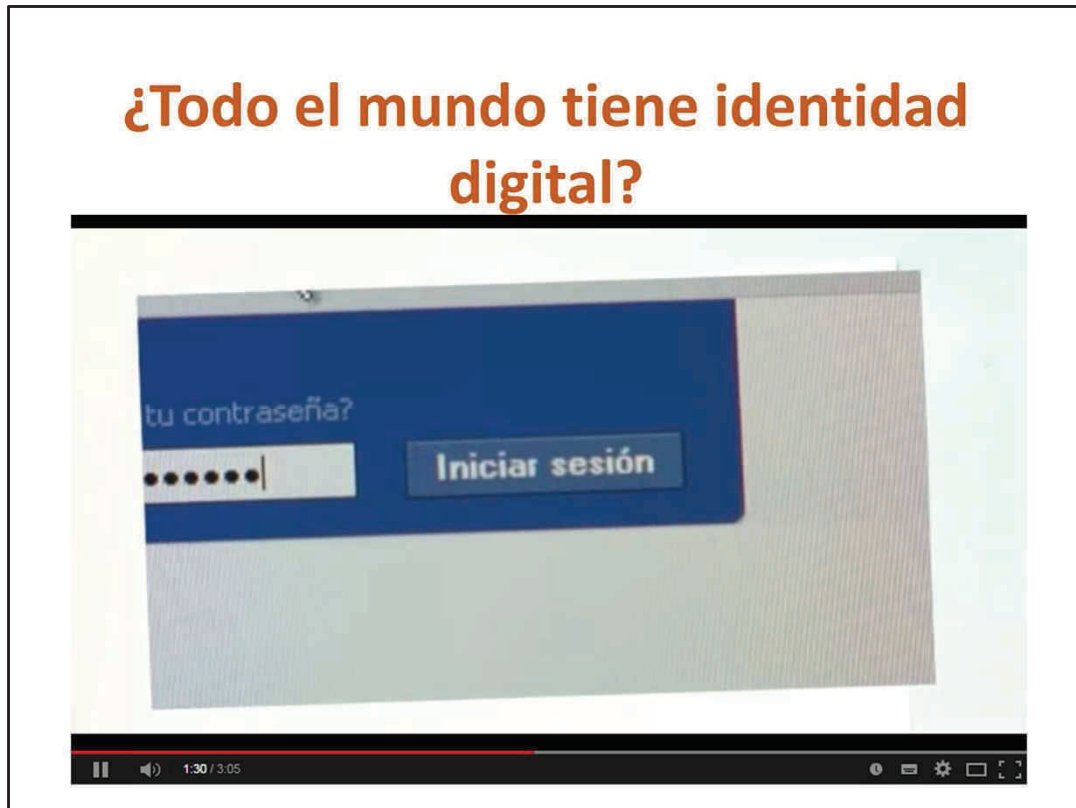 ¿Todo el mundo tiene identidad
digital?
tu contraseña?
••••••
Iniciar sesión
1:30 / 3:05